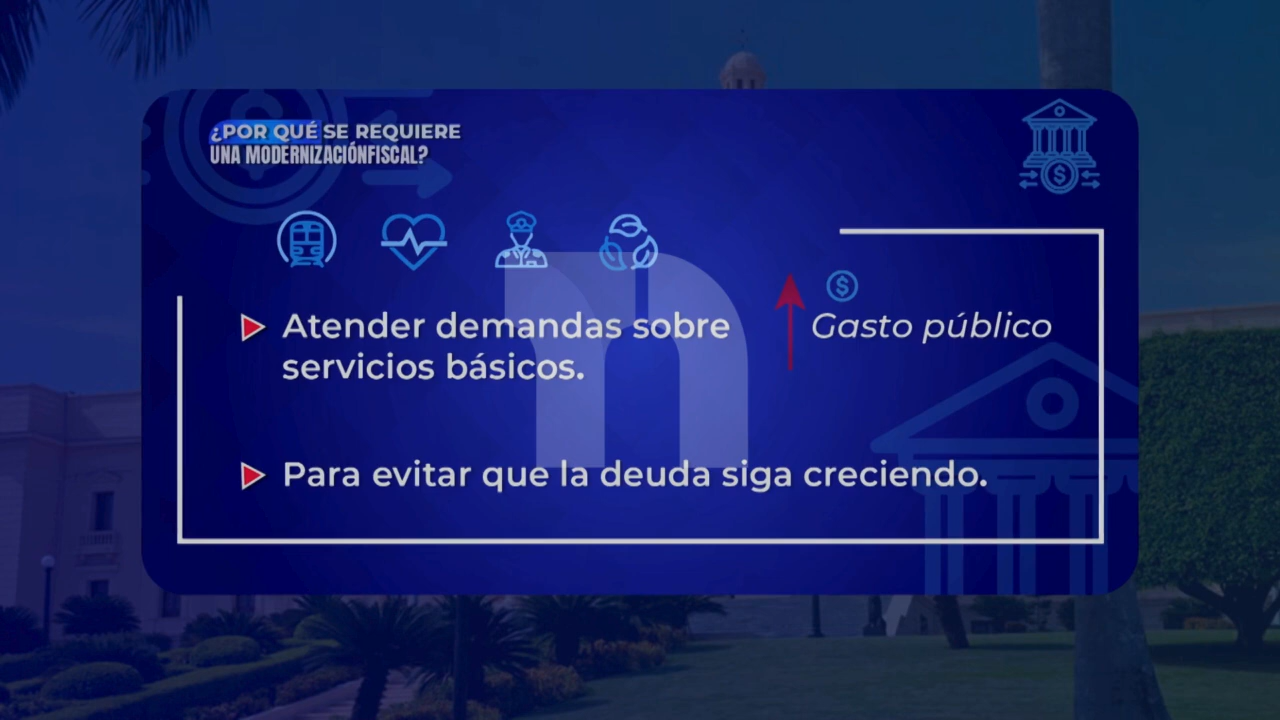 ¿POR QUÉ SE REQUIERE
UNA MODERNIZACIÓNFISCAL?
Atender demandas sobre
servicios básicos.
Gasto público
Para evitar que la deuda siga creciendo.
n
$
$